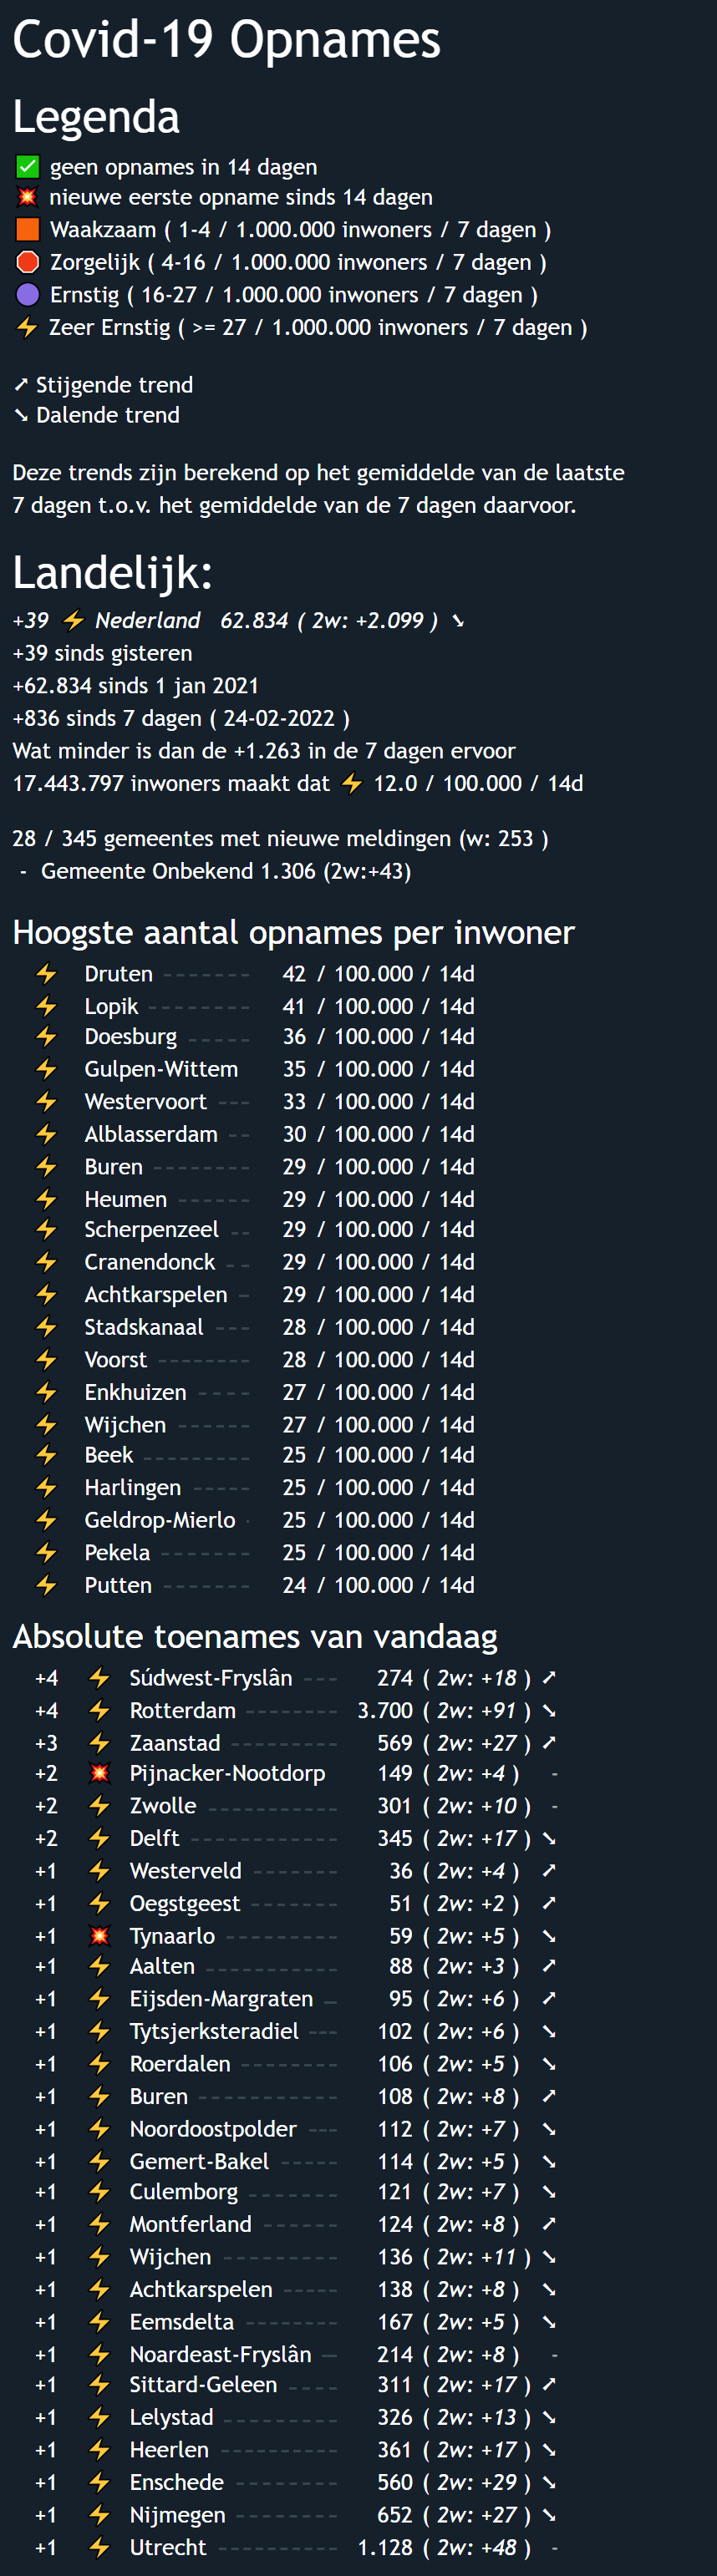 Covid-19 Opnames
Legenda
✅ geen opnames in 14 dagen
💥 nieuwe eerste opname sinds 14 dagen
🟧 Waakzaam ( 1-4 / 1.000.000 inwoners / 7 dagen )
🛑 Zorgelijk ( 4-16 / 1.000.000 inwoners / 7 dagen )
🟣 Ernstig ( 16-27 / 1.000.000 inwoners / 7 dagen )
⚡ Zeer Ernstig ( >= 27 / 1.000.000 inwoners / 7 dagen )
➚ Stijgende trend
➘ Dalende trend
Deze trends zijn berekend op het gemiddelde van de laatste
7 dagen t.o.v. het gemiddelde van de 7 dagen daarvoor.
Landelijk:
+39 ⚡ Nederland 62.834 ( 2w: +2.099 ) ➘
+39 sinds gisteren
+62.834 sinds 1 jan 2021
+836 sinds 7 dagen ( 24-02-2022 )
Wat minder is dan de +1.263 in de 7 dagen ervoor
17.443.797 inwoners maakt dat ⚡ 12.0 / 100.000 / 14d
28 / 345 gemeentes met nieuwe meldingen (w: 253 )
- Gemeente Onbekend 1.306 (2w:+43)
Hoogste aantal opnames per inwoner
⚡ Druten ------- 42 / 100.000 / 14d
⚡ Lopik -------- 41 / 100.000 / 14d
⚡ Doesburg ----- 36 / 100.000 / 14d
⚡ Gulpen-Wittem 35 / 100.000 / 14d
⚡ Westervoort --- 33 / 100.000 / 14d
⚡ Alblasserdam -- 30 / 100.000 / 14d
⚡ Buren -------- 29 / 100.000 / 14d
⚡ Heumen ------ 29 / 100.000 / 14d
⚡ Scherpenzeel -- 29 / 100.000 / 14d
⚡ Cranendonck -- 29 / 100.000 / 14d
⚡ Achtkarspelen - 29 / 100.000 / 14d
⚡ Stadskanaal --- 28 / 100.000 / 14d
⚡ Voorst -------- 28 / 100.000 / 14d
⚡ Enkhuizen ---- 27 / 100.000 / 14d
⚡ Wijchen ------ 27 / 100.000 / 14d
⚡ Beek --------- 25 / 100.000 / 14d
⚡ Harlingen ----- 25 / 100.000 / 14d
⚡ Geldrop-Mierlo - 25 / 100.000 / 14d
⚡ Pekela ------- 25 / 100.000 / 14d
⚡ Putten ------- 24 / 100.000 / 14d
Absolute toenames van vandaag
+4 ⚡ Súdwest-Fryslân --- 274 ( 2w: +18 ) ➚
+4 ⚡ Rotterdam -------- 3.700 ( 2w: +91 ) ➘
+3 ⚡ Zaanstad --------- 569 ( 2w: +27 ) ➚
+2 💥 Pijnacker-Nootdorp 149 ( 2w: +4 ) -
+2 ⚡ Zwolle ----------- 301 ( 2w: +10 ) -
+2 ⚡ Delft ------------ 345 ( 2w: +17 ) ➘
+1 ⚡ Westerveld ------- 36 ( 2w: +4 ) ➚
+1 ⚡ Oegstgeest ------- 51 ( 2w: +2 ) ➚
+1 💥 Tynaarlo --------- 59 ( 2w: +5 ) ➘
+1 ⚡ Aalten ----------- 88 ( 2w: +3 ) ➚
+1 ⚡ Eijsden-Margraten - 95 ( 2w: +6 ) ➚
+1 ⚡ Tytsjerksteradiel --- 102 ( 2w: +6 ) ➘
+1 ⚡ Roerdalen -------- 106 ( 2w: +5 ) ➘
+1 ⚡ Buren ------------ 108 ( 2w: +8 ) ➚
+1 ⚡ Noordoostpolder --- 112 ( 2w: +7 ) ➘
+1 ⚡ Gemert-Bakel ----- 114 ( 2w: +5 ) ➘
+1 ⚡ Culemborg ------- 121 ( 2w: +7 ) ➘
+1 ⚡ Montferland ------ 124 ( 2w: +8 ) ➚
+1 ⚡ Wijchen ---------- 136 ( 2w: +11 ) ➘
+1 ⚡ Achtkarspelen ----- 138 ( 2w: +8 ) ➘
+1 ⚡ Eemsdelta -------- 167 ( 2w: +5 ) ➘
+1 ⚡ Noardeast-Fryslân - 214 ( 2w: +8 ) -
+1 ⚡ Sittard-Geleen ---- 311 ( 2w: +17 ) ➚
+1 ⚡ Lelystad ---------- 326 ( 2w: +13 ) ➘
+1 ⚡ Heerlen ---------- 361 ( 2w: +17 ) ➘
+1 ⚡ Enschede --------- 560 ( 2w: +29 ) ➘
+1 ⚡ Nijmegen --------- 652 ( 2w: +27 ) ➘
+1 ⚡ Utrecht ---------- 1.128 ( 2w: +48 ) -